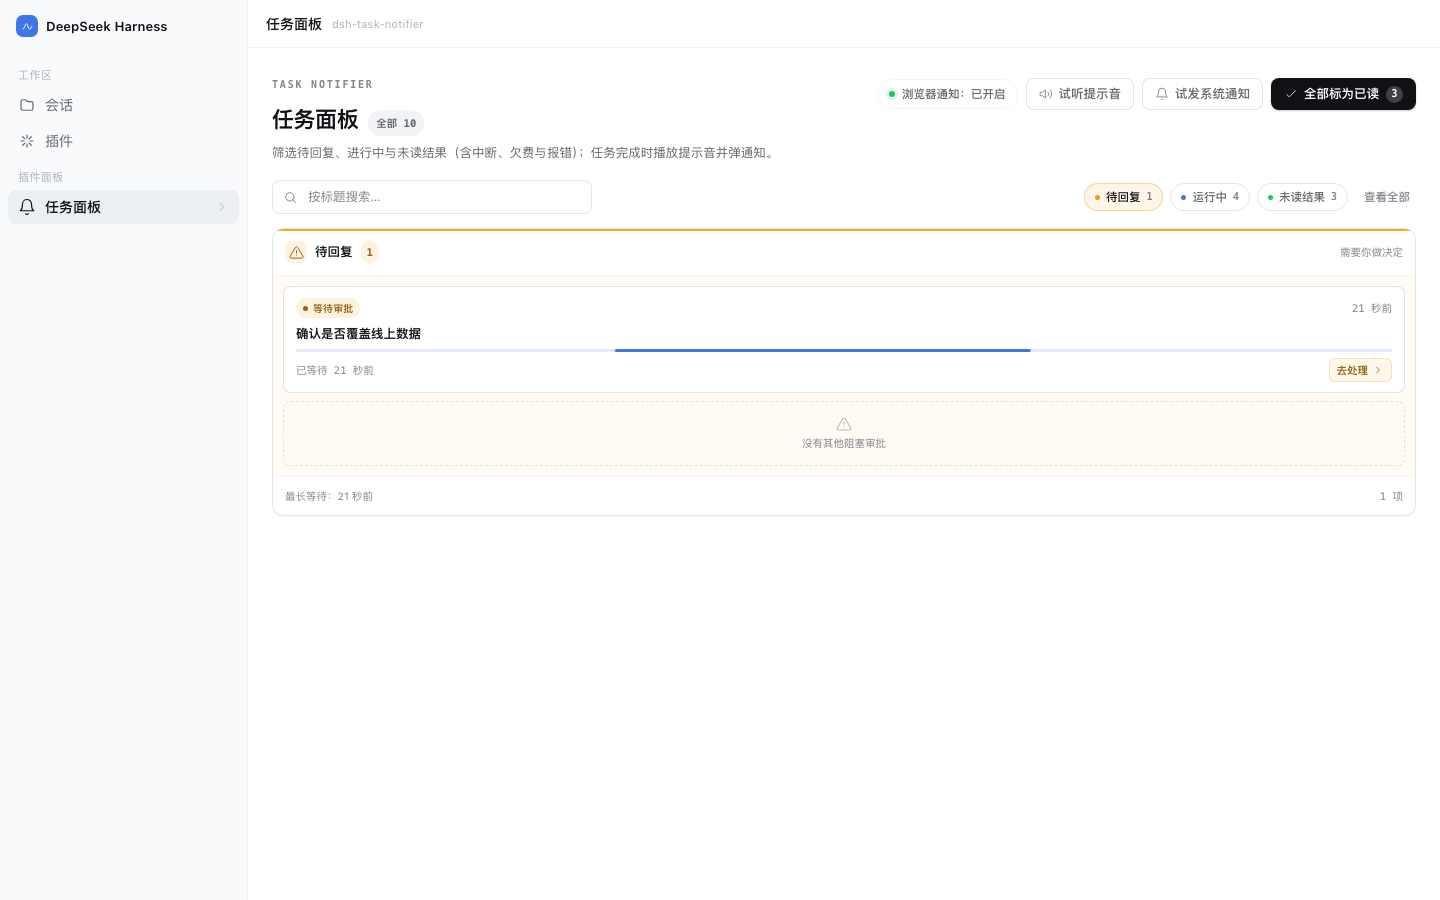 DeepSeek Harness
工作区
会话
插件
插件面板
任务面板
任务面板 dsh-task-notifier
TASK NOTIFIER
任务面板 全部 10
浏览器通知：已开启
试听提示音
试发系统通知
全部标为已读 3
筛选待回复、进行中与未读结果（含中断、欠费与报错）；任务完成时播放提示音并弹通知。
按标题搜索...
待回复 1
运行中 4
未读结果 3
查看全部
待回复 1
需要你做决定
等待审批
21 秒前
确认是否覆盖线上数据
已等待 21 秒前
去处理
没有其他阻塞审批
最长等待：21 秒前
1 项